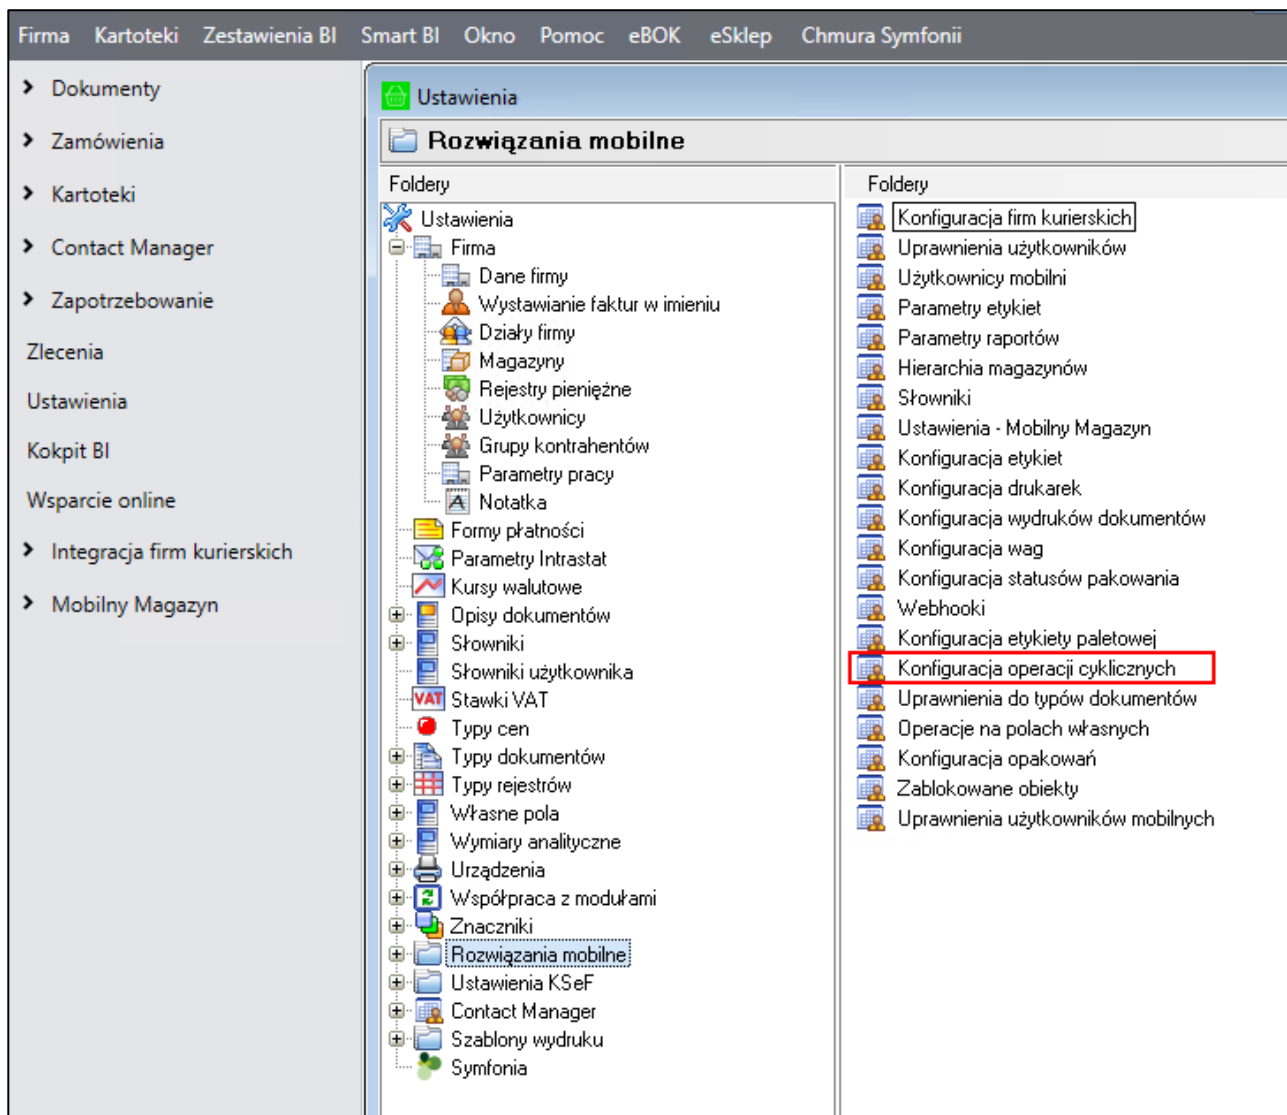 Firma Kartoteki Zestawienia BI Smart BI Okno Pomoc eBOK eSklep Chmura Symfonii
Dokumenty
Zamówienia
Kartoteki
Contact Manager
Zapotrzebowanie
Zlecenia
Ustawienia
Kokpit BI
Wsparcie online
Integracja firm kurierskich
Mobilny Magazyn
Ustawienia
Rozwiązania mobilne
Foldery
Ustawienia
Firma
Dane firmy
Wystawianie faktur w imieniu
Działy firmy
Magazyny
Rejestry pieniężne
Użytkownicy
Grupy kontrahentów
Parametry pracy
Notatka
Formy płatności
Parametry Intrastat
Kursy walutowe
Opisy dokumentów
Słowniki
Słowniki użytkownika
VAT Stawki VAT
Typy cen
Typy dokumentów
Typy rejestrów
Własne pola
Wymiary analityczne
Urządzenia
Współpraca z modułami
Znaczniki
Rozwiązania mobilne
Ustawienia KSeF
Contact Manager
Szablony wydruku
Symfonia
Foldery
Konfiguracja firm kurierskich
Uprawnienia użytkowników
Użytkownicy mobilni
Parametry etykiet
Parametry raportów
Hierarchia magazynów
Słowniki
Ustawienia - Mobilny Magazyn
Konfiguracja etykiet
Konfiguracja drukarek
Konfiguracja wydruków dokumentów
Konfiguracja wag
Konfiguracja statusów pakowania
Webhooki
Konfiguracja etykiety paletowej
Konfiguracja operacji cyklicznych
Uprawnienia do typów dokumentów
Operacje na polach własnych
Konfiguracja opakowań
Zablokowane obiekty
Uprawnienia użytkowników mobilnych